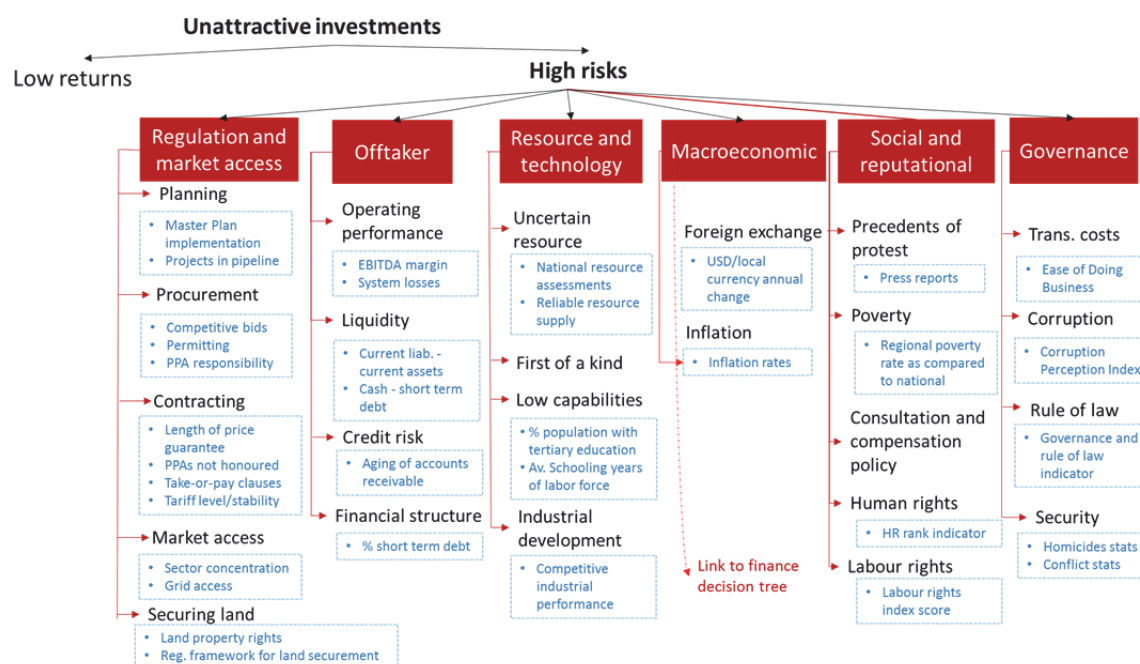 Unattractive investments
Low returns
High risks
Regulation and
market access
Planning
• Master Plan
implementation
• Projects in pipeline
Procurement
• Competitive bids
• Permitting
• PPA responsibility
Contracting
• Length of price
guarantee
• PPAs not honoured
• Take-or-pay clauses
• Tariff level/stability
Market access
• Sector concentration
• Grid access
Securing land
• Land property rights
• Reg. framework for land securement
Offtaker
Operating
performance
• EBITDA margin
• System losses
Liquidity
• Current liab. -
current assets
• Cash - short term
debt
Credit risk
• Aging of accounts
receivable
Financial structure
• % short term debt
Resource and
technology
Uncertain
resource
• National resource
assessments
• Reliable resource
supply
First of a kind
Low capabilities
• % population with
tertiary education
• Av. Schooling years
of labor force
Industrial
development
• Competitive
industrial
performance
Macroeconomic
Foreign exchange
• USD/local
currency annual
change
Inflation
• Inflation rates
Link to finance
decision tree
Social and
reputational
Precedents of
protest
• Press reports
Poverty
• Regional poverty
rate as compared
to national
Consultation and
compensation
policy
Human rights
• HR rank indicator
Labour rights
• Labour rights
index score
Governance
Trans. costs
• Ease of Doing
Business
Corruption
• Corruption
Perception Index
Rule of law
• Governance and
rule of law
indicator
Security
• Homicides stats
• Conflict stats